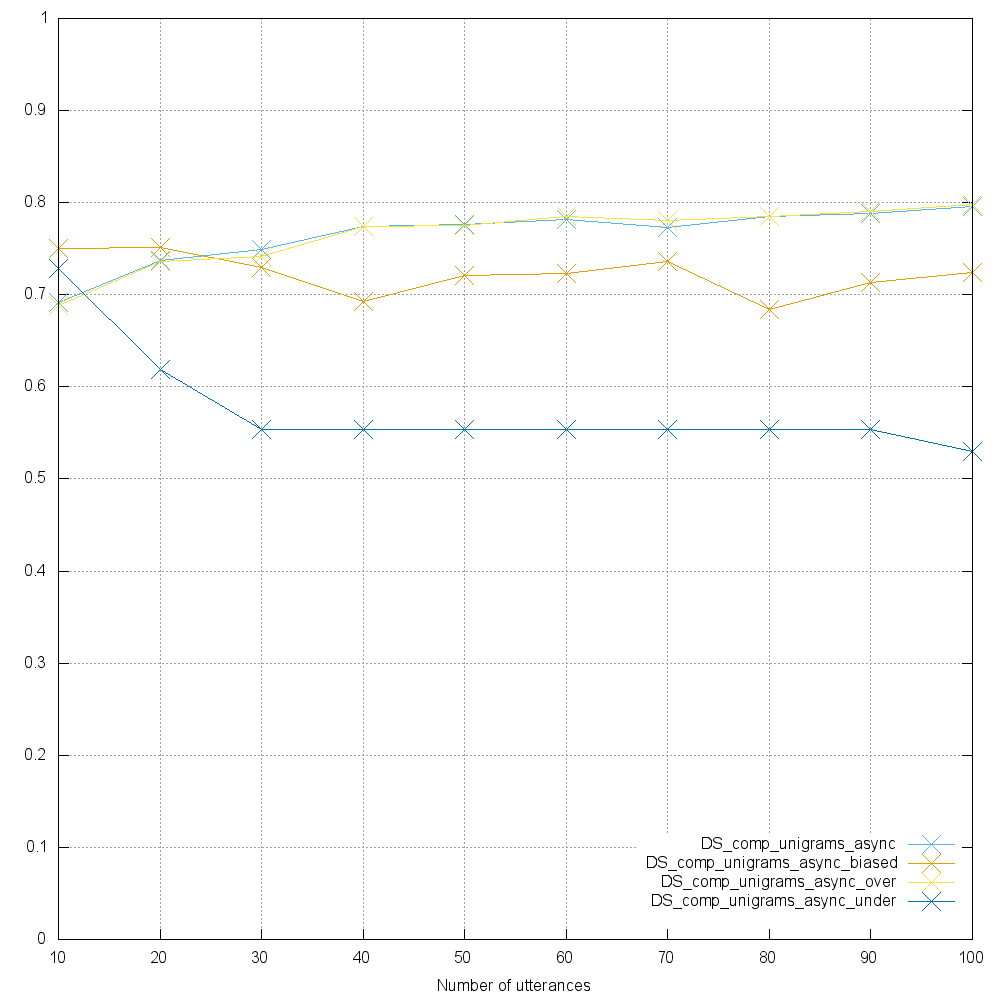 1
0.9
0.8
0.7
0.6
0.5
0.4
0.3
0.2
0.1
0
DS_comp_unigrams_async
DS_comp_unigrams_async_biased
DS_comp_unigrams_async_over
DS_comp_unigrams_async_under
10 20 30 40 50 60 70 80 90 100
Number of utterances